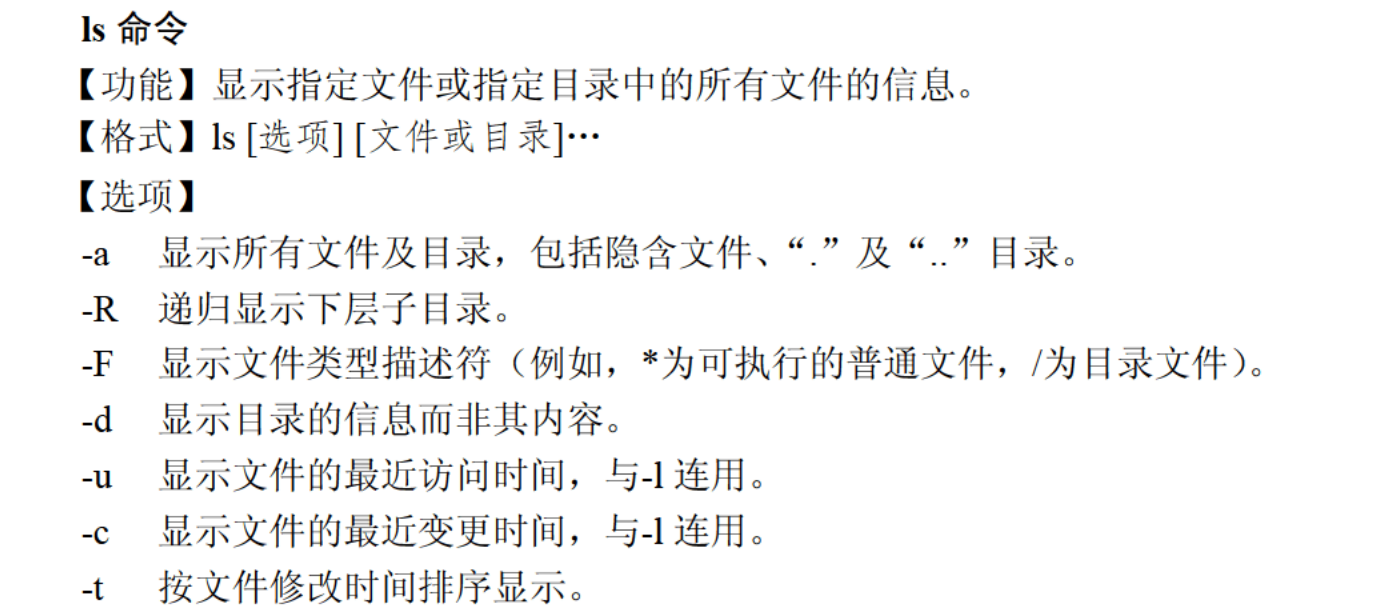 ls 命令
【功能】显示指定文件或指定目录中的所有文件的信息。
【格式】ls [选项] [文件或目录]…
【选项】
-a 显示所有文件及目录，包括隐含文件、“.”及“..”目录。
-R 递归显示下层子目录。
-F 显示文件类型描述符（例如，*为可执行的普通文件，/为目录文件）。
-d 显示目录的信息而非其内容。
-u 显示文件的最近访问时间，与-l 连用。
-c 显示文件的最近变更时间，与-l 连用。
-t 按文件修改时间排序显示。